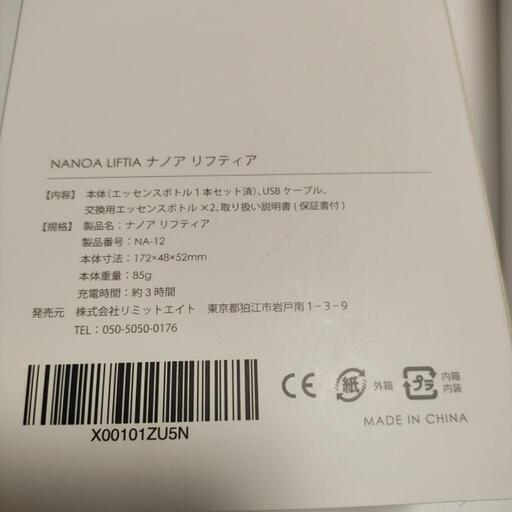 NANOA LIFTIA ナノア リフティア
【内容】 本体(エッセンスボトル1本セット済)、USBケーブル、
交換用エッセンスボトル ×2、取り扱い説明書(保証書付)
【規格】 製品名:ナノア リフティア
製品番号:NA-12
本体寸法:172×48×52mm
本体重量:85g
充電時間:約3時間
発売元 株式会社リミットエイト 東京都狛江市岩戸南1-3-9
TEL:050-5050-0176
CE 紙 外箱 プラ 内箱
内装
X00101ZU5N
MADE IN CHINA